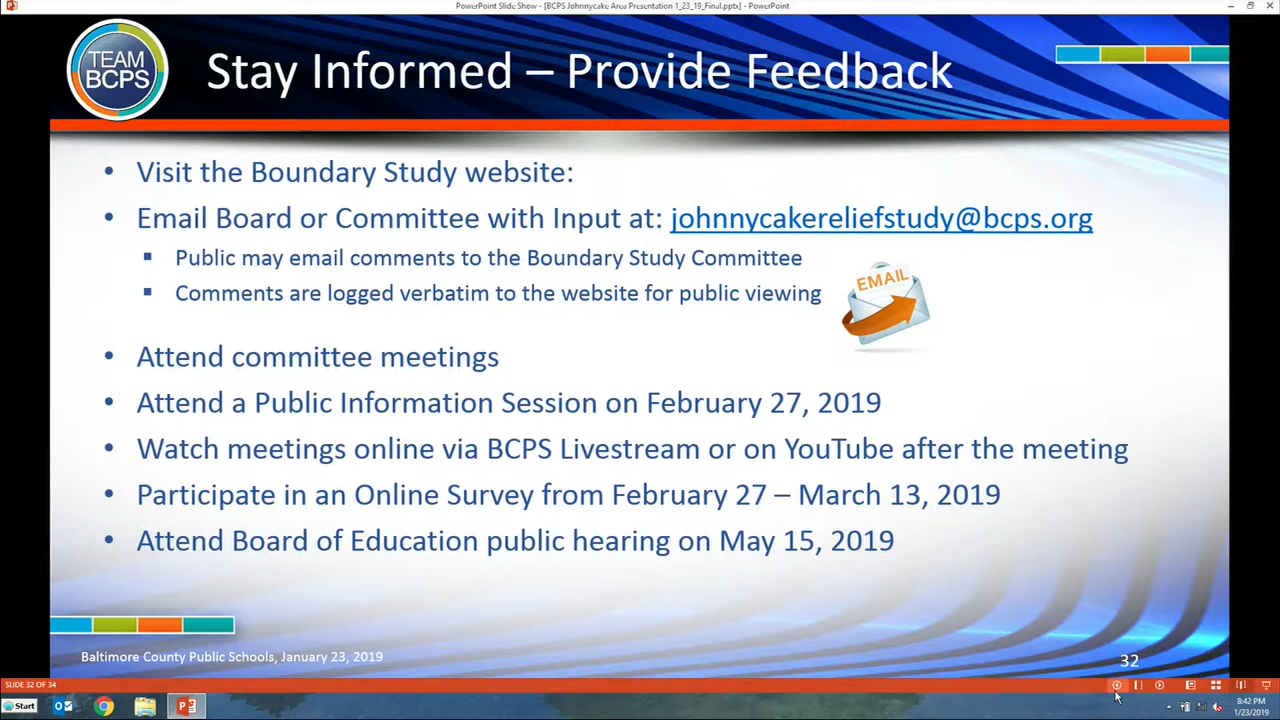 PowerPoint Slide Show - [BCPS Johnnycake Area Presentation 1_23_19_Final.pptx] - PowerPoint
TEAM
BCPS
Stay Informed – Provide Feedback
• Visit the Boundary Study website:
• Email Board or Committee with Input at: johnnycakereliefstudy@bcps.org
▪ Public may email comments to the Boundary Study Committee
▪ Comments are logged verbatim to the website for public viewing
EMAIL
• Attend committee meetings
• Attend a Public Information Session on February 27, 2019
• Watch meetings online via BCPS Livestream or on YouTube after the meeting
• Participate in an Online Survey from February 27 – March 13, 2019
• Attend Board of Education public hearing on May 15, 2019
Baltimore County Public Schools, January 23, 2019
32
SLIDE 32 OF 34
Start
8:42 PM
1/23/2019